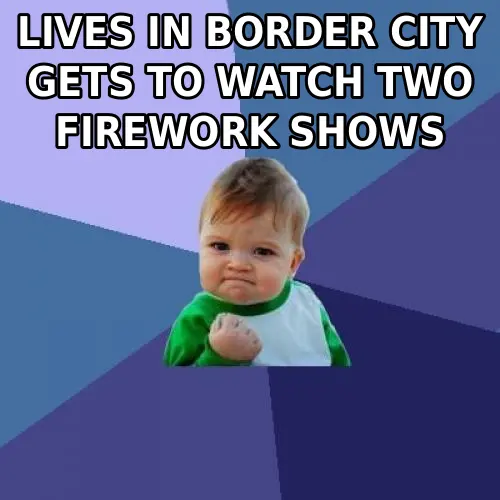 LIVES IN BORDER CITY
GETS TO WATCH TWO
FIREWORK SHOWS